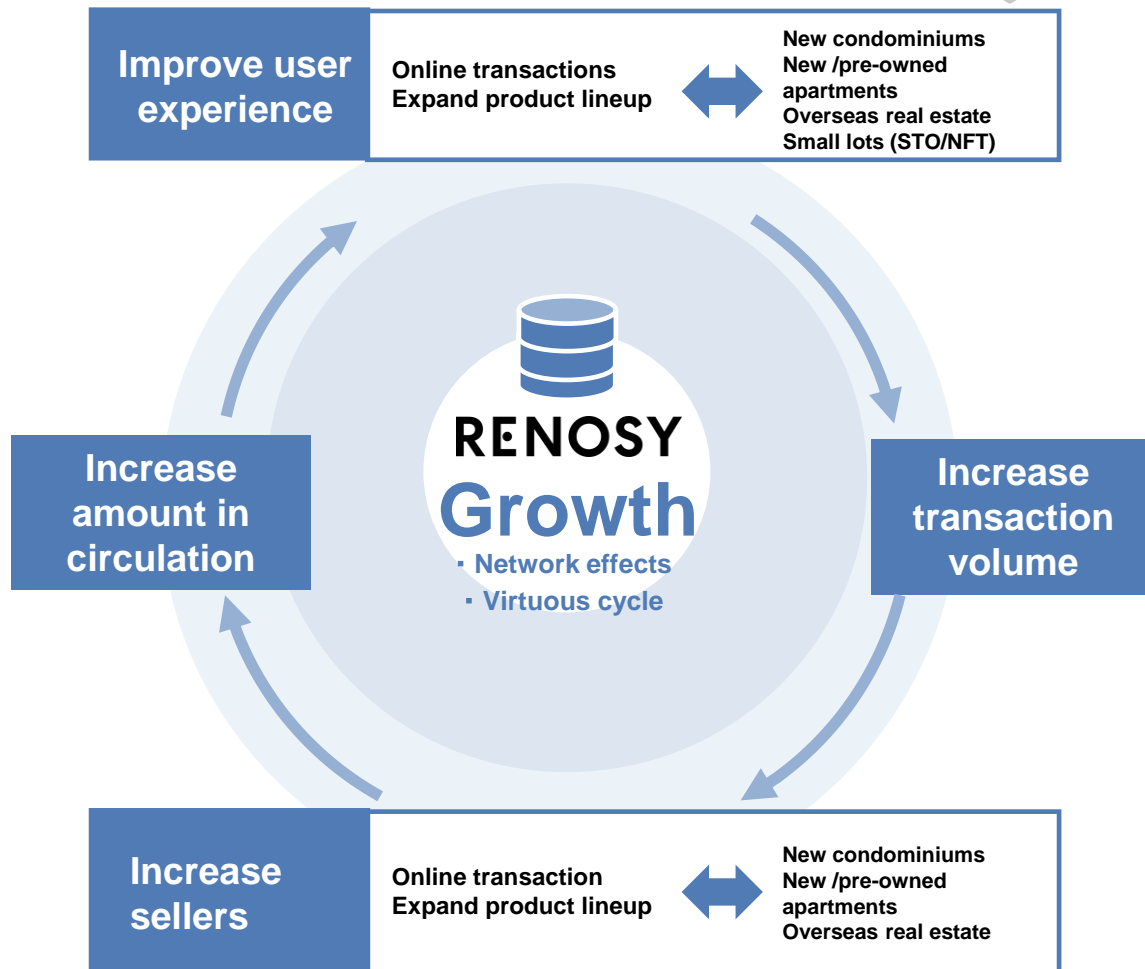 Improve user
experience
Online transactions
Expand product lineup
New condominiums
New /pre-owned
apartments
Overseas real estate
Small lots (STO/NFT)
RENOSY
Growth
・Network effects
・Virtuous cycle
Increase
amount in
circulation
Increase
transaction
volume
Increase
sellers
Online transaction
Expand product lineup
New condominiums
New /pre-owned
apartments
Overseas real estate